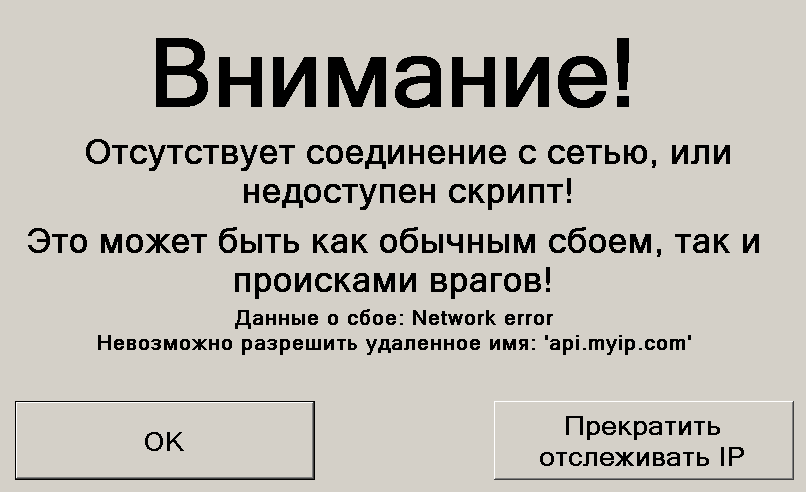 Внимание!
Отсутствует соединение с сетью, или
недоступен скрипт!
Это может быть как обычным сбоем, так и
происками врагов!
Данные о сбое: Network error
Невозможно разрешить удаленное имя: 'api.myip.com'
ОК
Прекратить
отслеживать IP